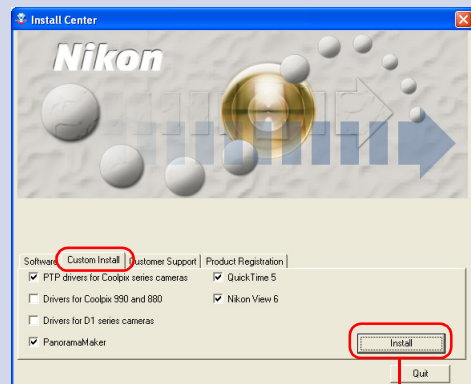 Install Center
Nikon
Software Custom Install Customer Support Product Registration
PTP drivers for Coolpix series cameras QuickTime 5
Drivers for Coolpix 990 and 880 Nikon View 6
Drivers for D1 series cameras
PanoramaMaker Install
Quit